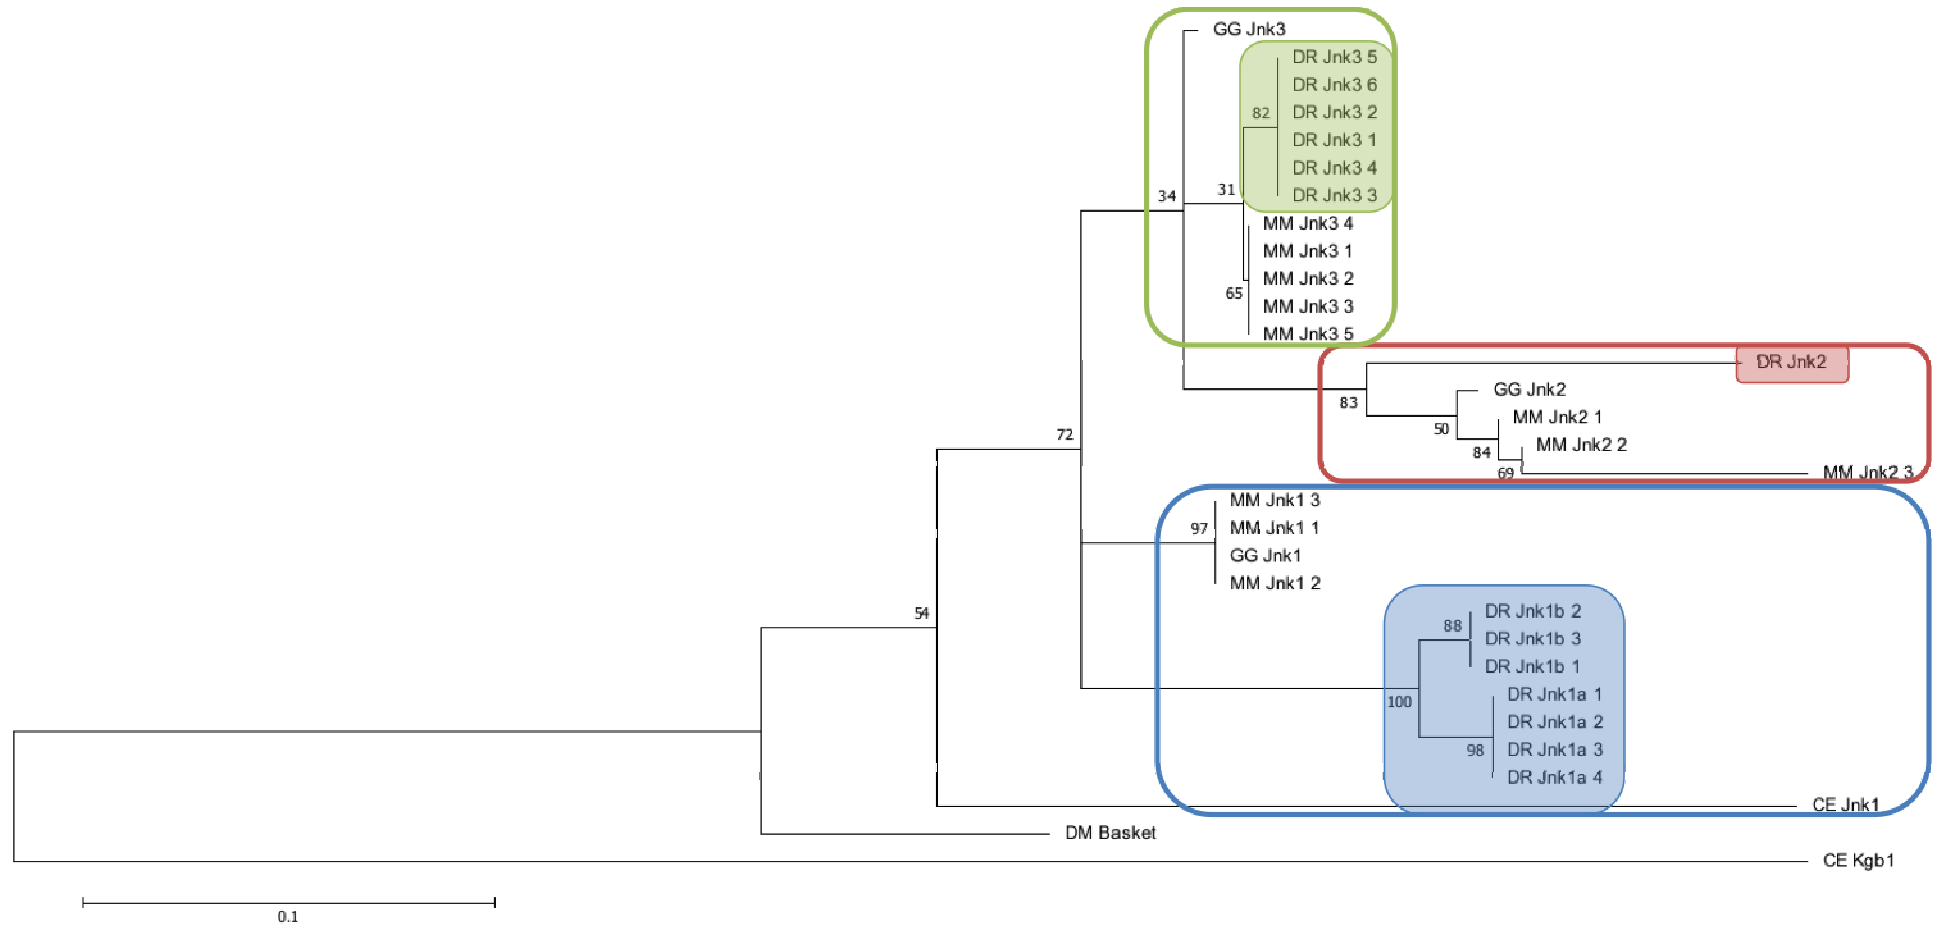 GG Jnk3
DR Jnk3 5
DR Jnk3 6
82
DR Jnk3 2
DR Jnk3 1
DR Jnk3 4
34
31
DR Jnk3 3
MM Jnk3 4
MM Jnk3 1
MM Jnk3 2
65
MM Jnk3 3
MM Jnk3 5
DR Jnk2
83
GG Jnk2
MM Jnk2 1
50
72
MM Jnk2 2
84
69
MM Jnk2 3
MM Jnk1 3
97
MM Jnk1 1
GG Jnk1
MM Jnk1 2
54
DR Jnk1b 2
88
DR Jnk1b 3
DR Jnk1b 1
100
DR Jnk1a 1
DR Jnk1a 2
98
DR Jnk1a 3
DR Jnk1a 4
CE Jnk1
DM Basket
CE Kgb1
0.1